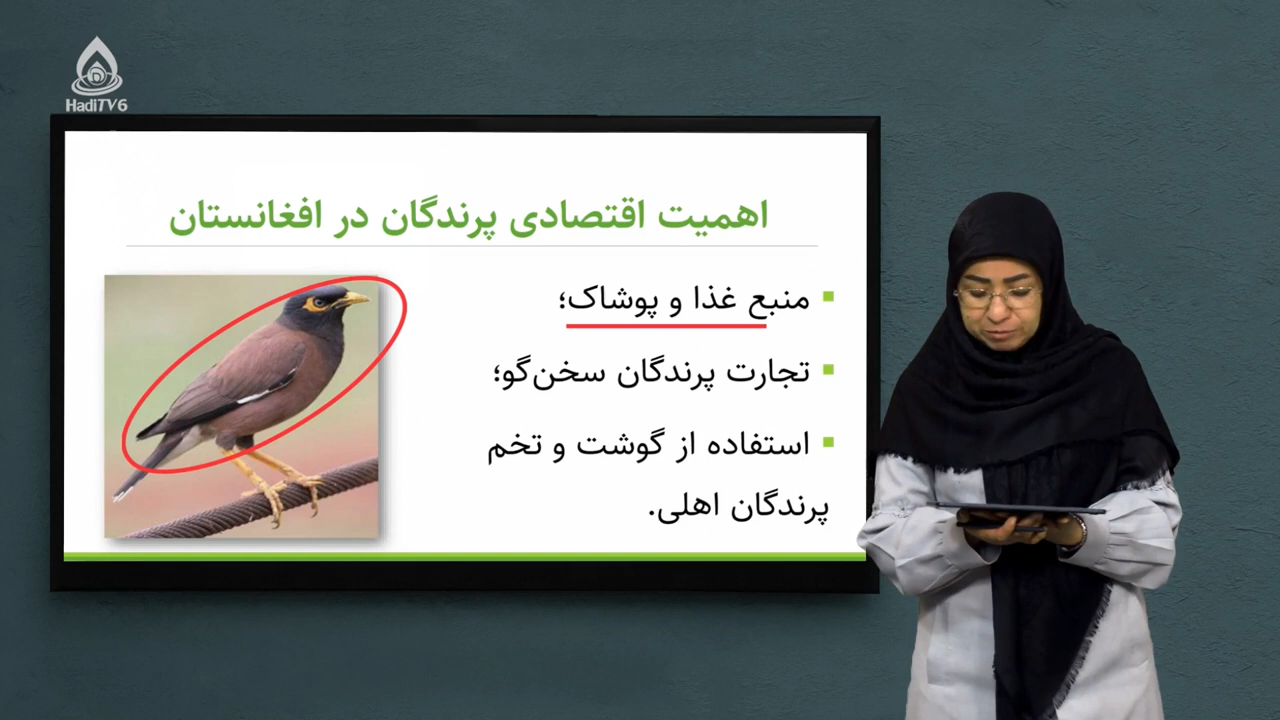 HadiTV6
اهمیت اقتصادی پرندگان در افغانستان
منبع غذا و پوشاک؛
تجارت پرندگان سخن‌گو؛
استفاده از گوشت و تخم
پرندگان اهلی.